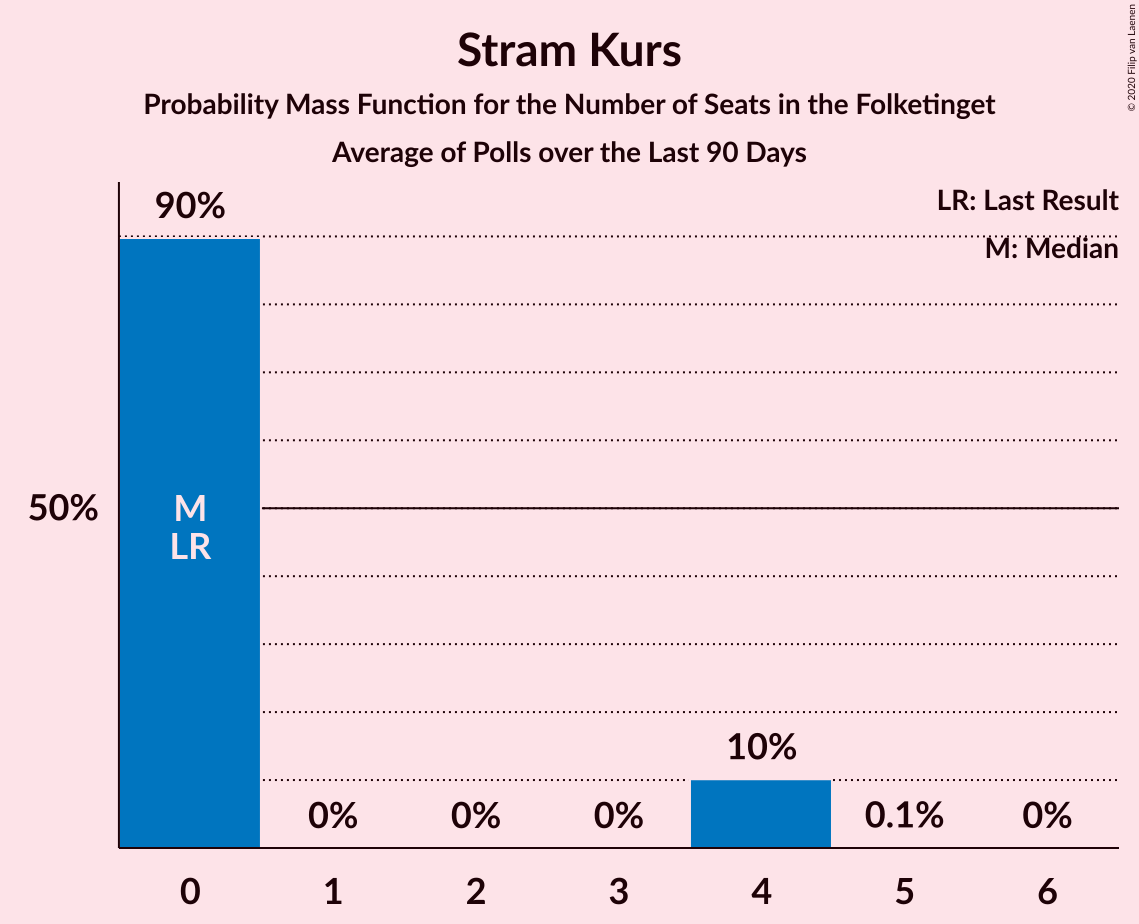 Stram Kurs
Probability Mass Function for the Number of Seats in the Folketinget
Average of Polls over the Last 90 Days
© 2020 Filip van Laenen
LR: Last Result
M: Median
90%
50%
M
LR
10%
0%
0%
0%
0.1%
0%
0
1
2
3
4
5
6